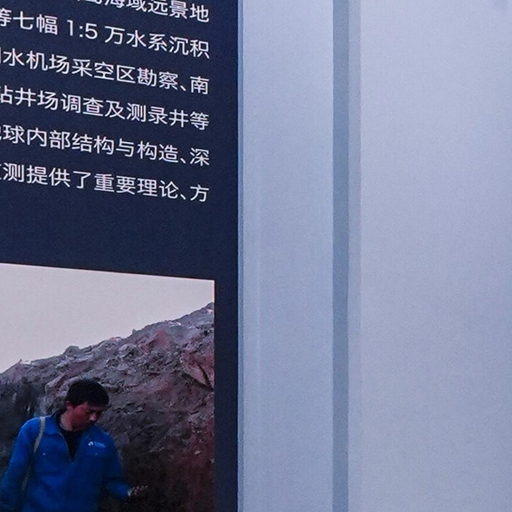 海域远景地
等七幅 1:5 万水系沉积
水机场采空区勘察、南
站井场调查及测录井等
球内部结构与构造、深
测提供了重要理论、方